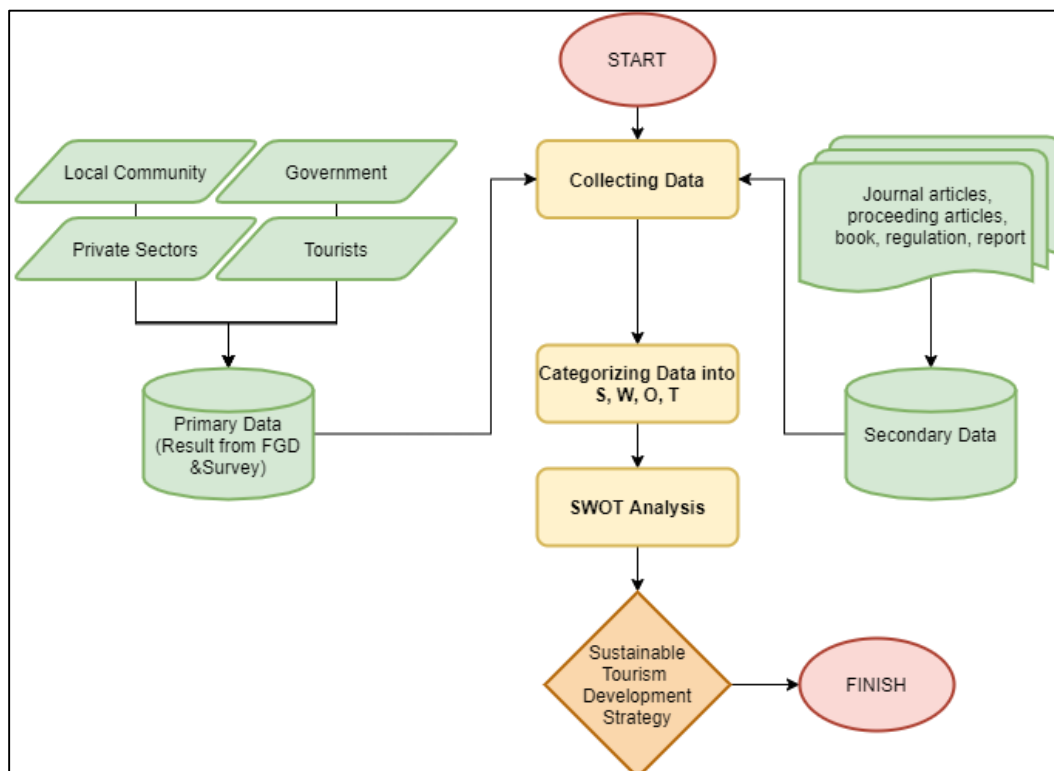 START
Local Community
Government
Private Sectors
Tourists
Collecting Data
Journal articles,
proceeding articles,
book, regulation, report
Primary Data
(Result from FGD
&Survey)
Categorizing Data into
S, W, O, T
Secondary Data
SWOT Analysis
Sustainable
Tourism
Development
Strategy
FINISH